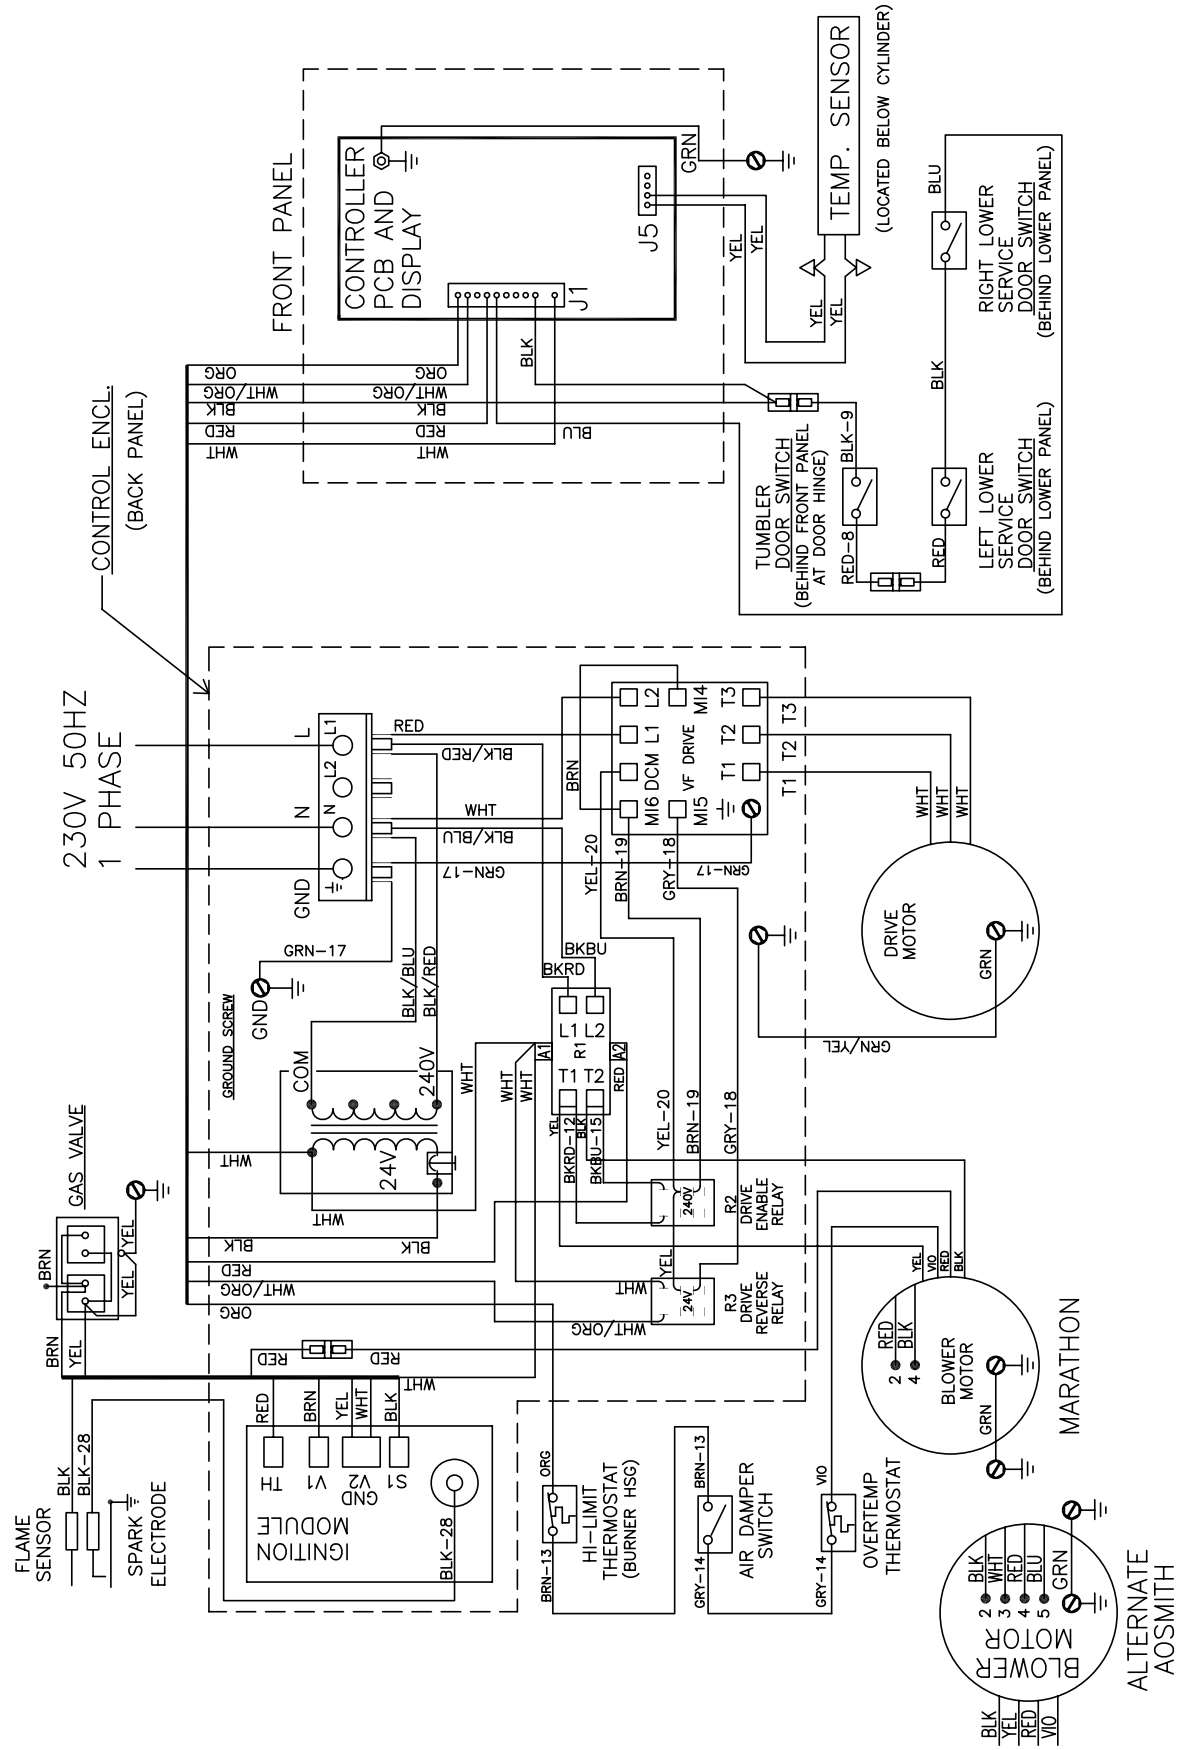 230V 50HZ
1 PHASE
GND
N
L
N
L2
L1
CONTROL ENCL.
(BACK PANEL)
FRONT PANEL
CONTROLLER
PCB AND
DISPLAY
J1
J5
GRN
YEL
YEL
YEL
YEL
TEMP. SENSOR
(LOCATED BELOW CYLINDER)
ORG
WHT/ORG
BLK
RED
WHT
ORG
WHT/ORG
BLK
RED
WHT
BLK
BLU
TUMBLER
DOOR SWITCH
(BEHIND FRONT PANEL
AT DOOR HINGE)
RED-8
BLK-9
RED
BLK
BLU
LEFT LOWER
SERVICE
DOOR SWITCH
(BEHIND LOWER PANEL)
RIGHT LOWER
SERVICE
DOOR SWITCH
(BEHIND LOWER PANEL)
RED
BLK/RED
WHT
BLK/BLU
GRN-17
GRN-17
GROUND SCREW
GND
BLK/BLU
BLK/RED
COM
240V
24V
WHT
WHT
BLK
BLK
RED
WHT/ORG
ORG
WHT
WHT
WHT
BRN
YEL-20
BRN-19
GRY-18
GRN-17
L2
L1
DCM
MI6
VF DRIVE
MI4
MI5
T1
T2
T3
T1
T2
T3
WHT
WHT
WHT
DRIVE
MOTOR
GRN
GRN/YEL
BKRD
BKBU
L1
L2
R1
A1
A2
T1
T2
RED
YEL
BKRD-12
BLK
BKBU-15
YEL-20
BRN-19
GRY-18
240V
R2
DRIVE
ENABLE
RELAY
YEL
WHT
WHT/ORG
24V
R3
DRIVE
REVERSE
RELAY
GAS VALVE
BRN
YEL
YEL
BRN
YEL
RED
RED
WHT
FLAME
SENSOR
BLK
BLK-28
SPARK
ELECTRODE
RED
BRN
YEL
WHT
BLK
TH
V1
V2
GND
S1
IGNITION
MODULE
BLK-28
ORG
BRN-13
HI-LIMIT
THERMOSTAT
(BURNER HSG)
BRN-13
GRY-14
AIR DAMPER
SWITCH
VIO
GRY-14
OVERTEMP
THERMOSTAT
YEL
VIO
RED
BLK
RED
BLK
2
4
BLOWER
MOTOR
GRN
MARATHON
BLK
WHT
RED
BLU
GRN
2
3
4
5
BLOWER
MOTOR
BLK
YEL
RED
VIO
ALTERNATE
AOSMITH